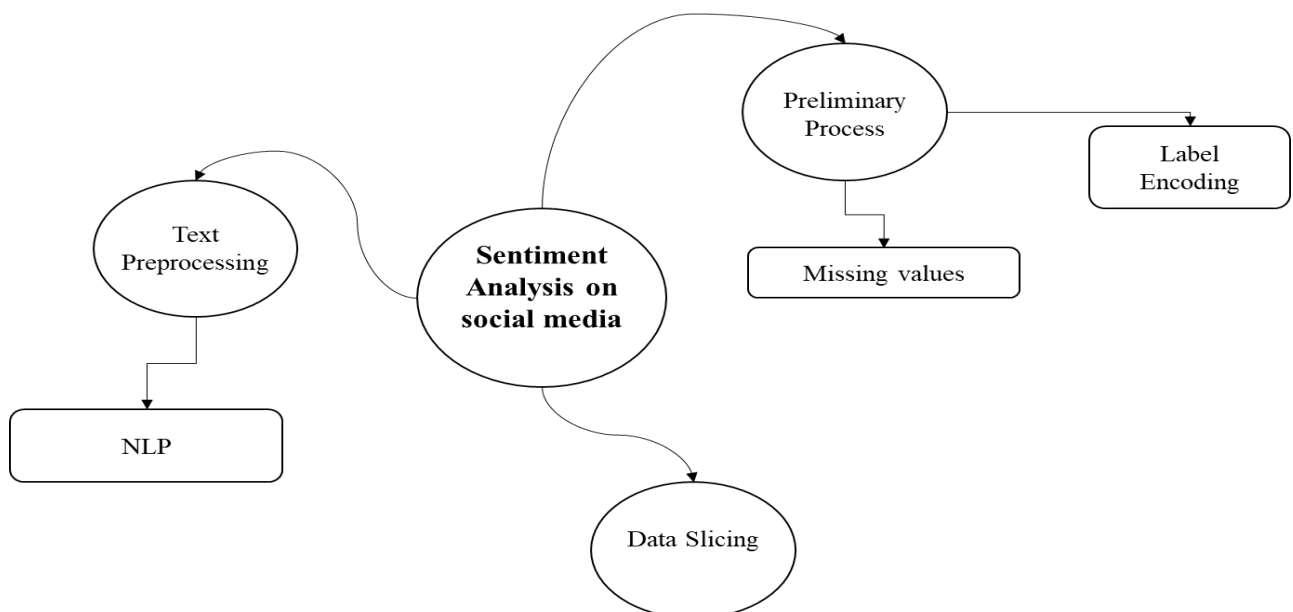 Preliminary
Process
Label
Encoding
Text
Preprocessing
Sentiment
Analysis on
social media
Missing values
NLP
Data Slicing